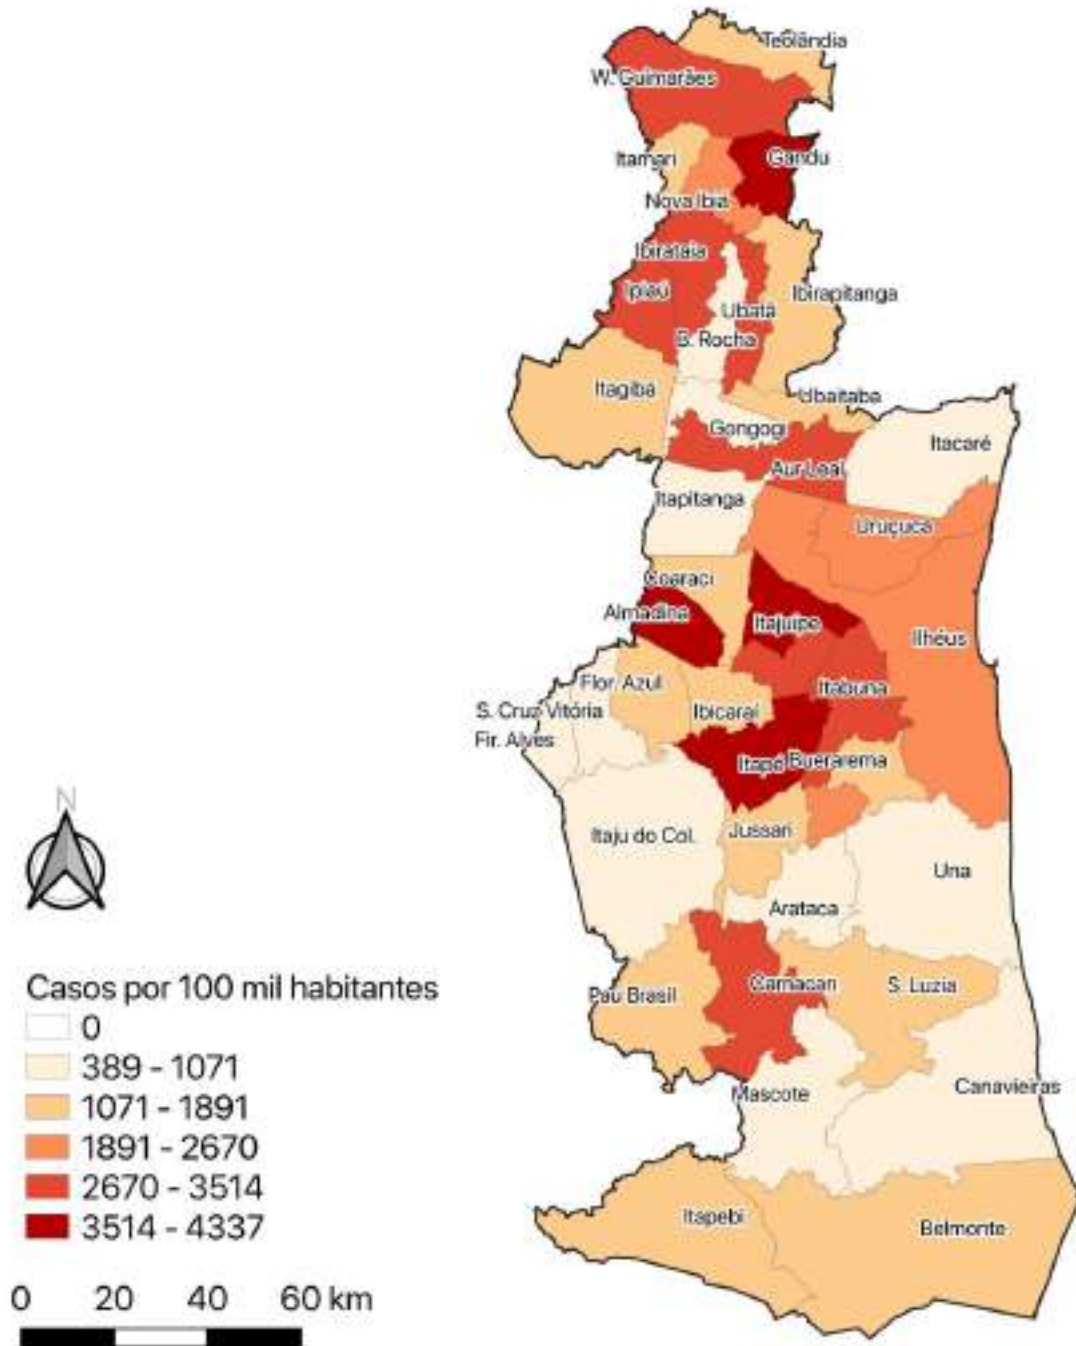 Teolândia
W. Guimarães
Itamari
Gandu
Nova Ibiá
Ibirataia
Ipiaú
Ibirapitanga
Ubatã
B. Rocha
Itagibá
Ubaitaba
Gongogi
Itacaré
Aur Leal
Itapitanga
Uruçuca
Coaraci
Almadina
Itajuípe
Ilhéus
Flor. Azul
Itabuna
S. Cruz Vitória
Ibicaraí
Fir. Alves
Itapé
Buerarema
Itaju do Col.
Jussari
Una
Arataca
Pau Brasil
Camacan
S. Luzia
Mascote
Canavieiras
Itapebi
Belmonte
N
Casos por 100 mil habitantes
0
389 - 1071
1071 - 1891
1891 - 2670
2670 - 3514
3514 - 4337
0 20 40 60 km